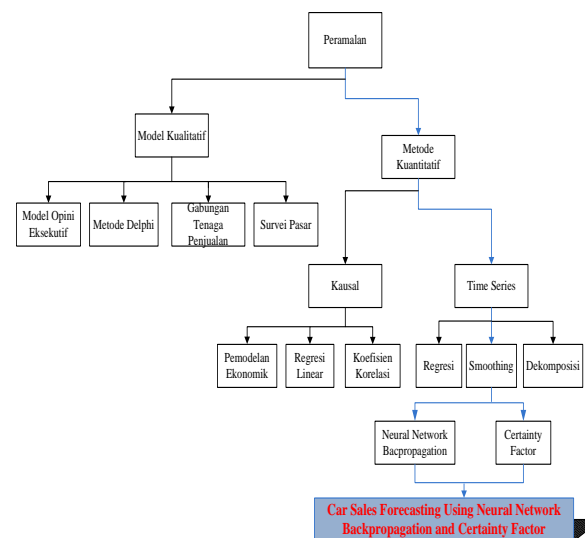 Peramalan
Model Kualitatif
Metode
Kuantitatif
Model Opini
Eksekutif
Metode Delphi
Gabungan
Tenaga
Penjualan
Survei Pasar
Kausal
Time Series
Pemodelan
Ekonomik
Regresi
Linear
Koefisien
Korelasi
Regresi
Smoothing
Dekomposisi
Neural Network
Bacpropagation
Certainty
Factor
Car Sales Forecasting Using Neural Network
Backpropagation and Certainty Factor